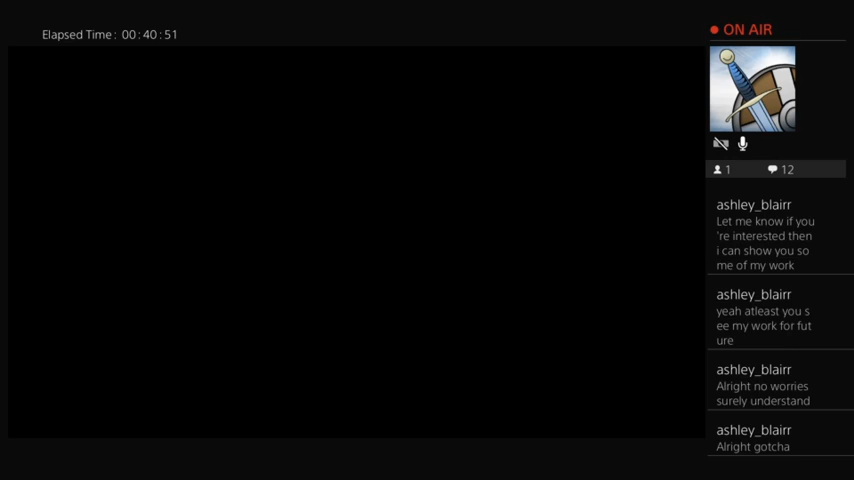 Elapsed Time : 00 : 40 : 51
ON AIR
1
12
ashley_blairr
Let me know if you
're interested then
i can show you so
me of my work
ashley_blairr
yeah atleast you s
ee my work for fut
ure
ashley_blairr
Alright no worries
surely understand
ashley_blairr
Alright gotcha